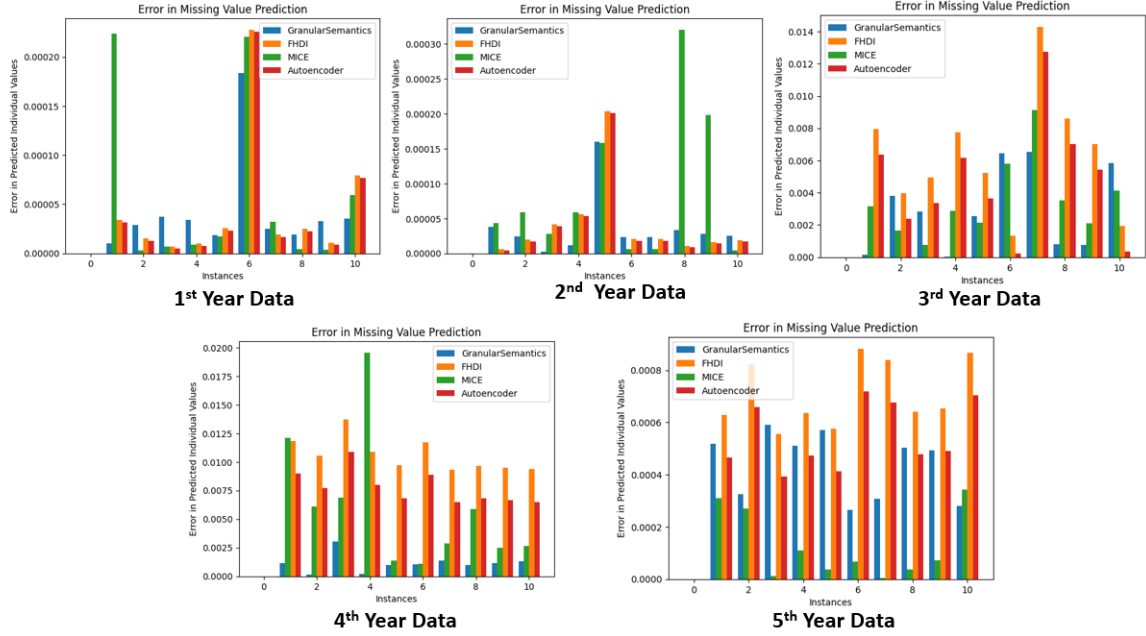 Error in Missing Value Prediction
Error in Predicted Individual Values
0.00020
0.00015
0.00010
0.00005
0.00000
GranularSemantics
FHDI
MICE
Autoencoder
0 2 4 6 8 10
Instances
1st Year Data
Error in Missing Value Prediction
Error in Predicted Individual Values
0.00030
0.00025
0.00020
0.00015
0.00010
0.00005
0.00000
GranularSemantics
FHDI
MICE
Autoencoder
0 2 4 6 8 10
Instances
2nd Year Data
Error in Missing Value Prediction
Error in Predicted Individual Values
0.014
0.012
0.010
0.008
0.006
0.004
0.002
0.000
GranularSemantics
FHDI
MICE
Autoencoder
0 2 4 6 8 10
Instances
3rd Year Data
Error in Missing Value Prediction
Error in Predicted Individual Values
0.0200
0.0175
0.0150
0.0125
0.0100
0.0075
0.0050
0.0025
0.0000
GranularSemantics
FHDI
MICE
Autoencoder
0 2 4 6 8 10
Instances
4th Year Data
Error in Missing Value Prediction
Error in Predicted Individual Values
0.0008
0.0006
0.0004
0.0002
0.0000
GranularSemantics
FHDI
MICE
Autoencoder
0 2 4 6 8 10
Instances
5th Year Data